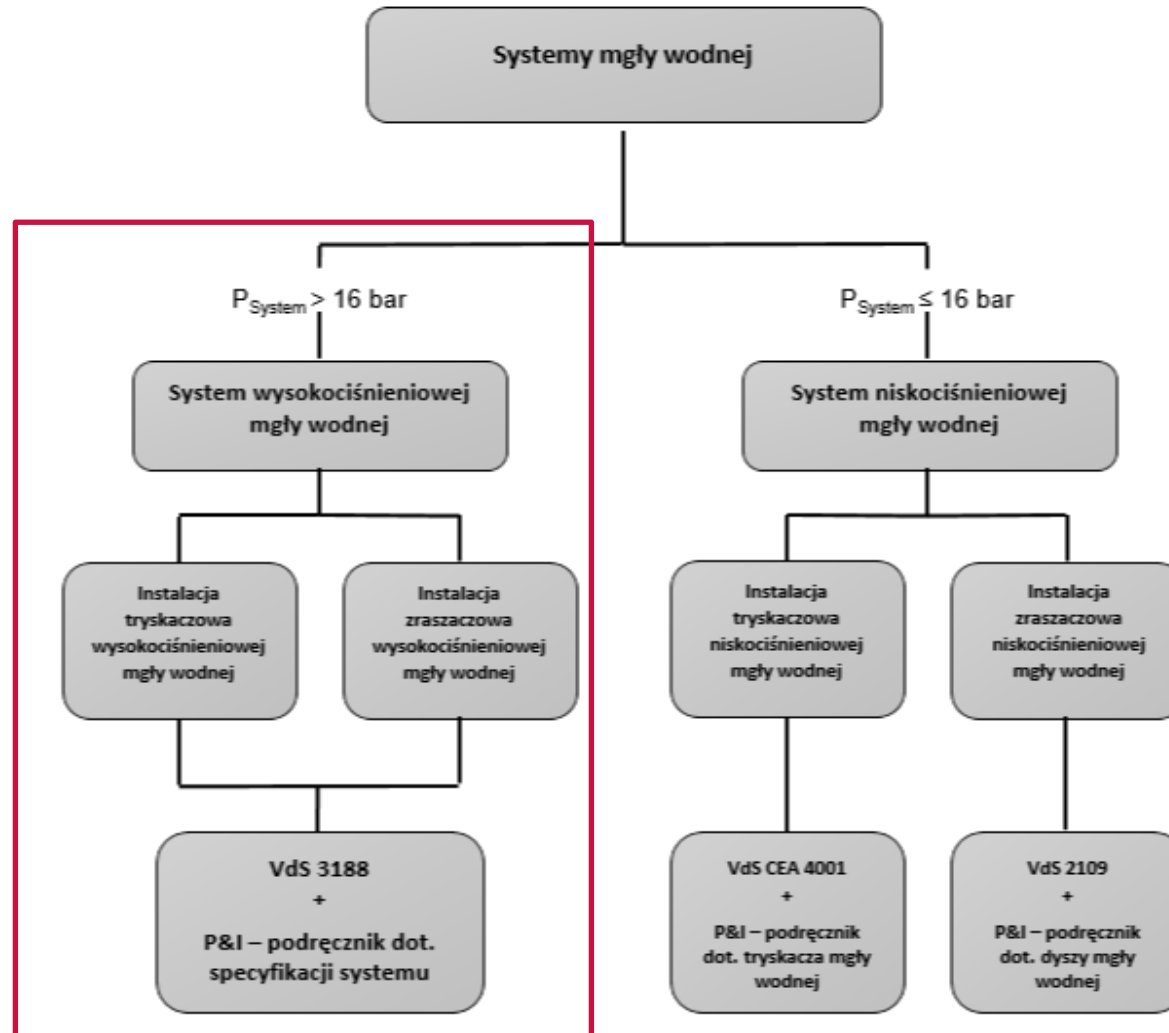 Systemy mgły wodnej
P_System > 16 bar
P_System ≤ 16 bar
System wysokociśnieniowej
mgły wodnej
System niskociśnieniowej
mgły wodnej
Instalacja
tryskaczowa
wysokociśnieniowej
mgły wodnej
Instalacja
zraszaczowa
wysokociśnieniowej
mgły wodnej
Instalacja
tryskaczowa
niskociśnieniowej
mgły wodnej
Instalacja
zraszaczowa
niskociśnieniowej
mgły wodnej
VdS 3188
+
P&I – podręcznik dot.
specyfikacji systemu
VdS CEA 4001
+
P&I – podręcznik
dot. tryskacza mgły
wodnej
VdS 2109
+
P&I – podręcznik
dot. dyszy mgły
wodnej